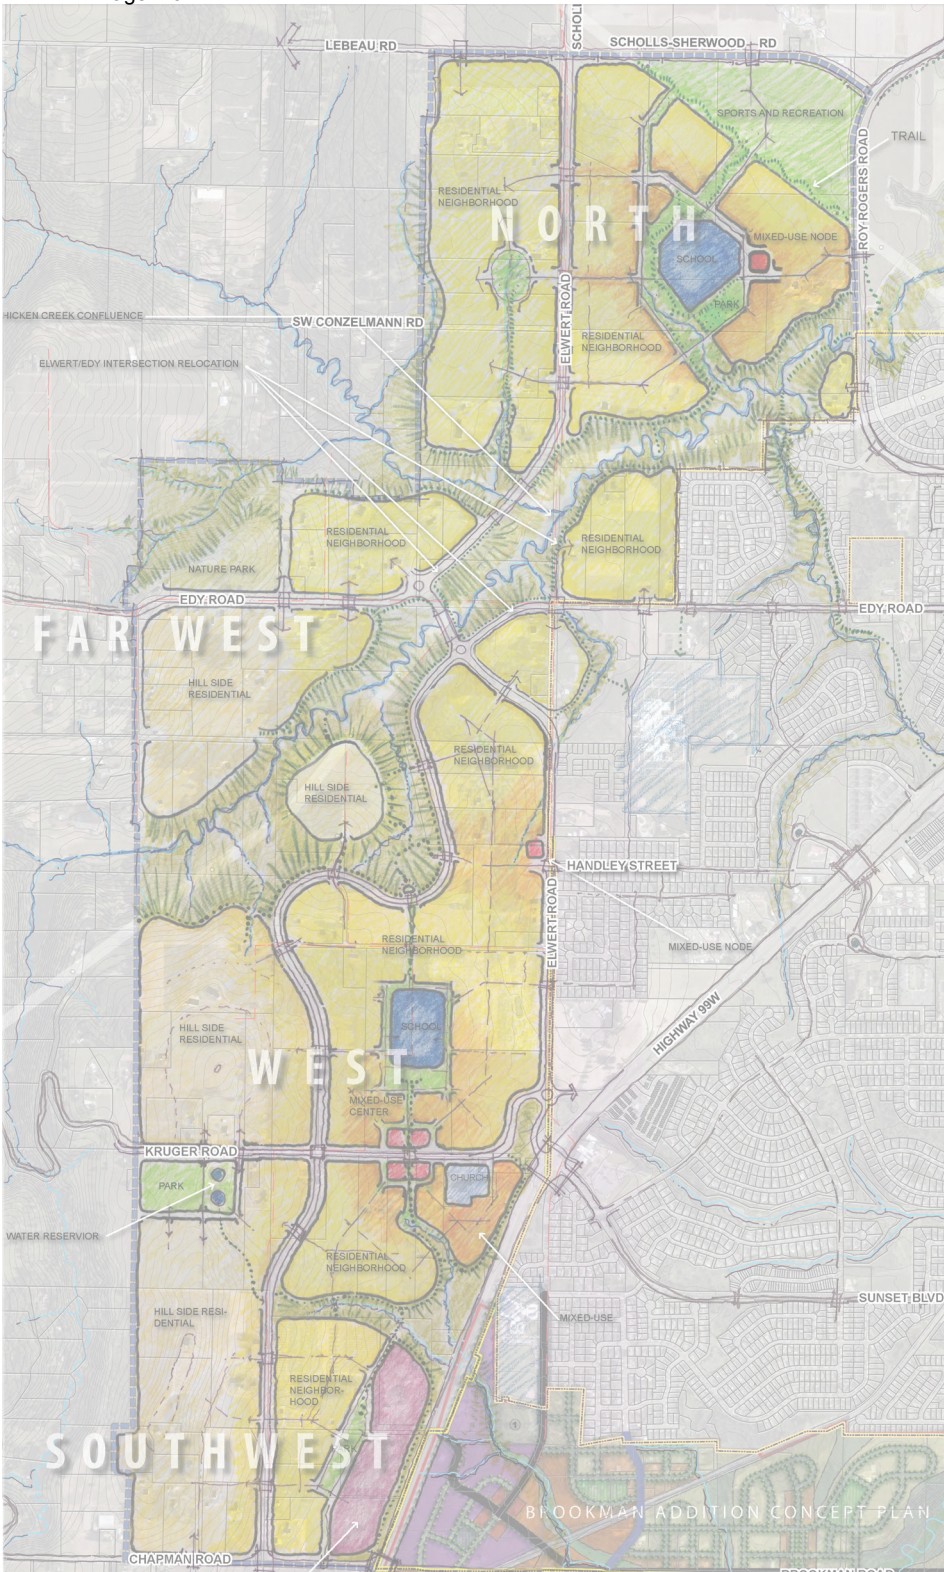 LEBEAU RD
SCHOLLS-SHERWOOD RD
SPORTS AND RECREATION
TRAIL
ROY ROGERS ROAD
RESIDENTIAL
NEIGHBORHOOD
NORTH
MIXED-USE NODE
SCHOOL
PARK
HICKEN CREEK CONFLUENCE
SW CONZELMANN RD
ELWERT ROAD
RESIDENTIAL
NEIGHBORHOOD
ELWERT/EDY INTERSECTION RELOCATION
RESIDENTIAL
NEIGHBORHOOD
RESIDENTIAL
NEIGHBORHOOD
NATURE PARK
EDY ROAD
EDY ROAD
FAR WEST
HILL SIDE
RESIDENTIAL
RESIDENTIAL
NEIGHBORHOOD
HILL SIDE
RESIDENTIAL
HANDLEY STREET
ELWERT ROAD
RESIDENTIAL
NEIGHBORHOOD
MIXED-USE NODE
HILL SIDE
RESIDENTIAL
SCHOOL
HIGHWAY 99W
WEST
MIXED-USE
CENTER
KRUGER ROAD
PARK
CHURCH
WATER RESERVIOR
RESIDENTIAL
NEIGHBORHOOD
SUNSET BLVD
HILL SIDE RESI-
DENTIAL
MIXED-USE
RESIDENTIAL
NEIGHBOR-
HOOD
SOUTHWEST
BROOKMAN ADDITION CONCEPT PLAN
CHAPMAN ROAD